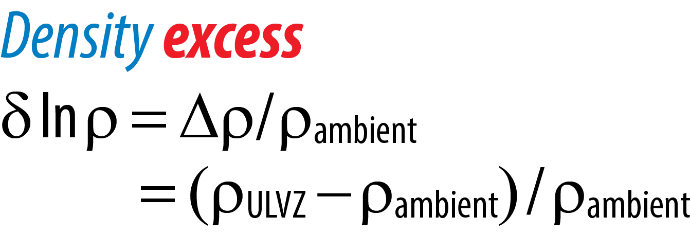 Density excess
δ ln ρ = Δρ/ρambient
= (ρULVZ − ρambient)/ρambient